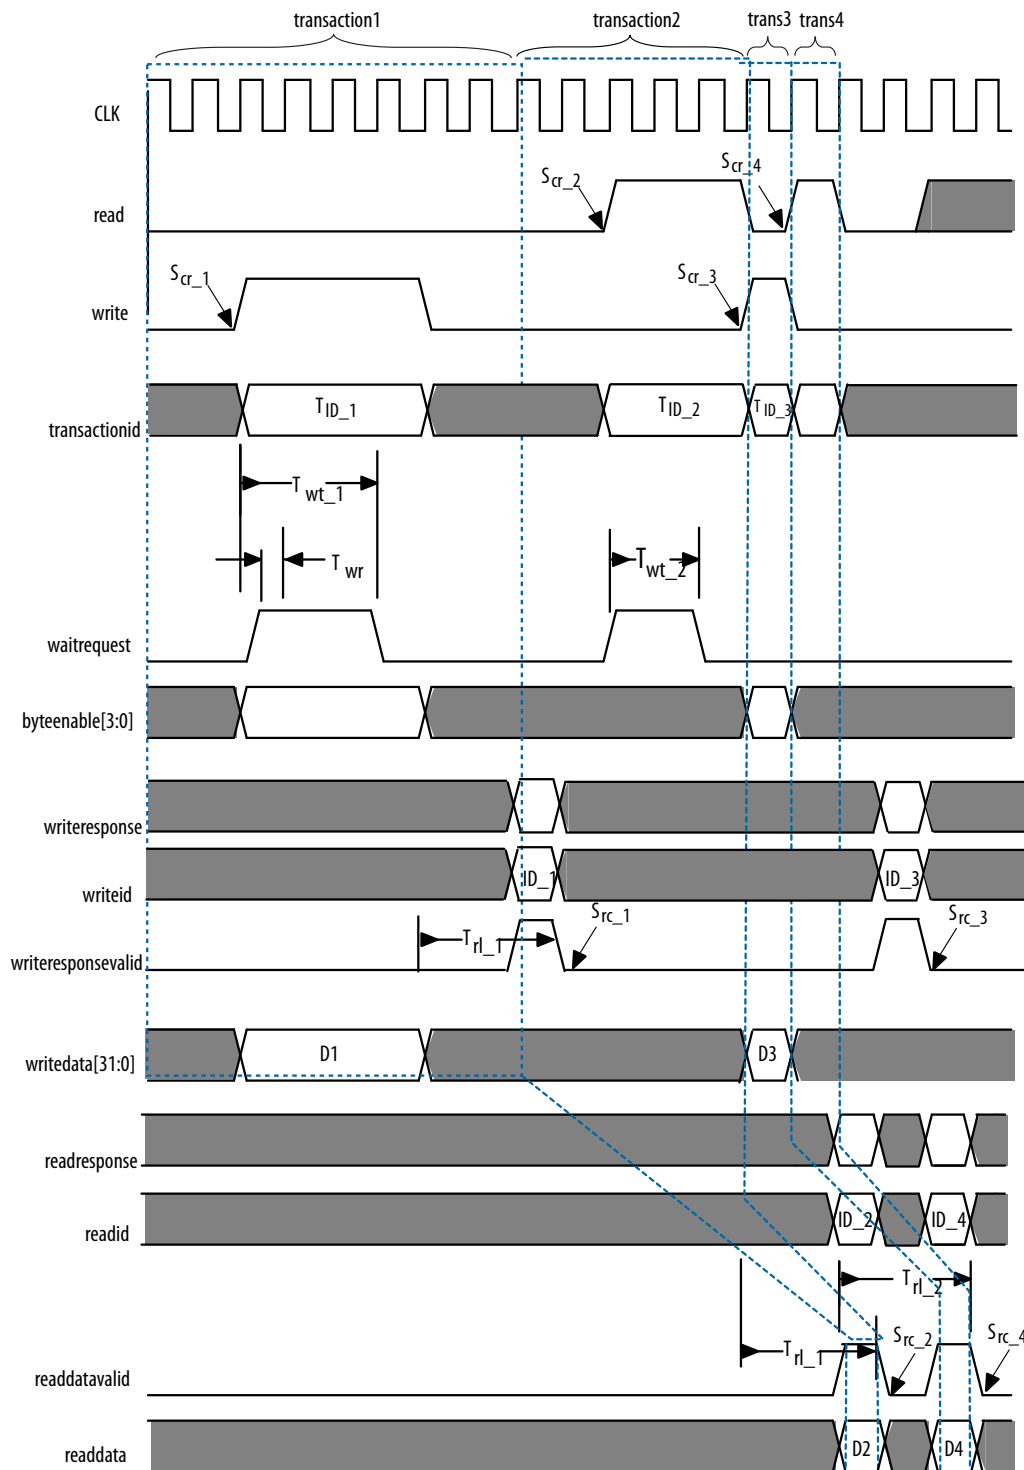 transaction1 transaction2 trans3 trans4
CLK
S cr_2 S cr_4
read
S cr_1 S cr_3
write
T ID_1 T ID_2 T ID_3
transactionid
T wt_1
T wr T wt_2
waitrequest
byteenable[3:0]
writeresponse
writeid ID_1 ID_3
S rc_1 S rc_3
T rl_1
writeresponsevalid
writedata[31:0] D1 D3
readresponse
readid ID_2 ID_4
T rl_2
T rl_1 S rc_2 S rc_4
readdatavalid
readdata D2 D4